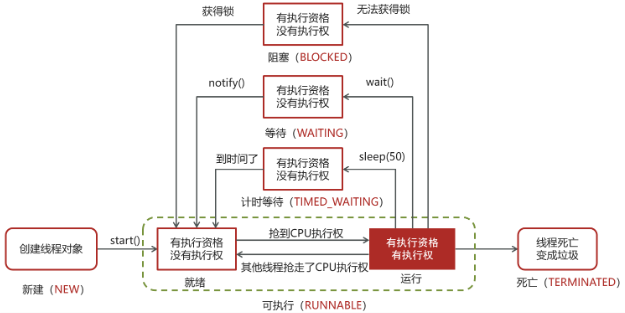 获得锁
有执行资格
没有执行权
无法获得锁
阻塞（BLOCKED）
notify()
有执行资格
没有执行权
wait()
等待（WAITING）
到时间了
有执行资格
没有执行权
sleep(50)
计时等待（TIMED_WAITING）
创建线程对象
start()
有执行资格
没有执行权
抢到CPU执行权
其他线程抢走了CPU执行权
有执行资格
有执行权
线程死亡
变成垃圾
新建（NEW）
就绪
运行
死亡（TERMINATED）
可执行（RUNNABLE）